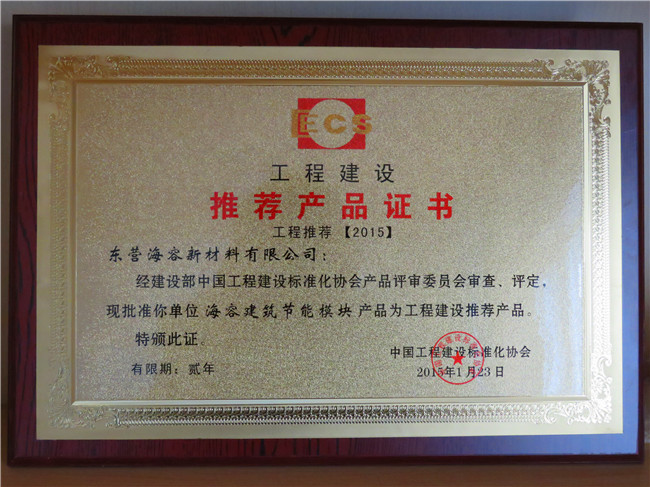 ECS
工程建设
推荐产品证书
工程推荐【2015】
东营海容新材料有限公司：
经建设部中国工程建设标准化协会产品评审委员会审查、评定，
现批准你单位海容建筑节能模块产品为工程建设推荐产品。
特颁此证。
中国工程建设标准化协会
有限期：贰年
2015年1月23日